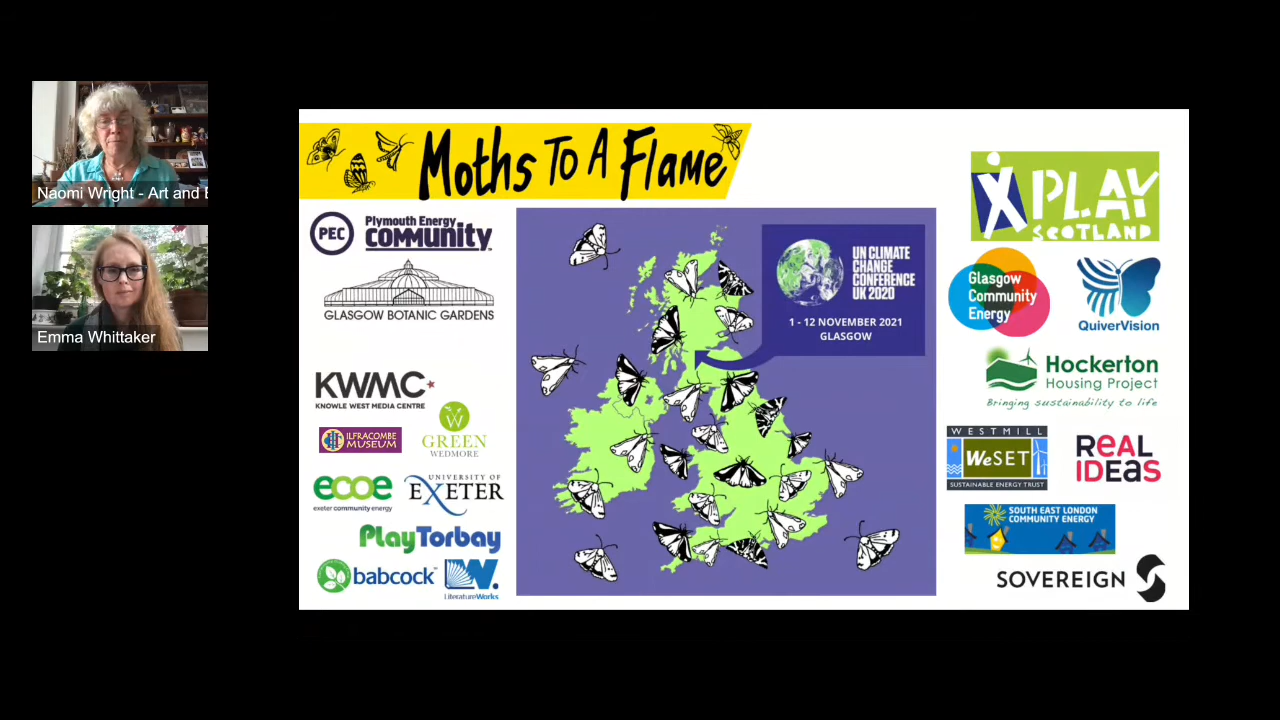 Naomi Wright - Art and E
Emma Whittaker
Moths To A Flame
PEC
Plymouth Energy
community
GLASGOW BOTANIC GARDENS
KWMC
KNOWLE WEST MEDIA CENTRE
ILFRACOMBE
MUSEUM
W
GREEN
WEDMORE
ecoe
exeter community energy
UNIVERSITY OF
EXETER
PlayTorbay
babcock™
LW.
LiteratureWorks
UN CLIMATE
CHANGE
CONFERENCE
UK 2020
1 - 12 NOVEMBER 2021
GLASGOW
PLAY
SCOTLAND
Glasgow
Community
Energy
QuiverVision
Hockerton
Housing Project
Bringing sustainability to life
WESTMILL
WeSET
SUSTAINABLE ENERGY TRUST
ReAL
IDeas
SOUTH EAST LONDON
COMMUNITY ENERGY
SOVEREIGN